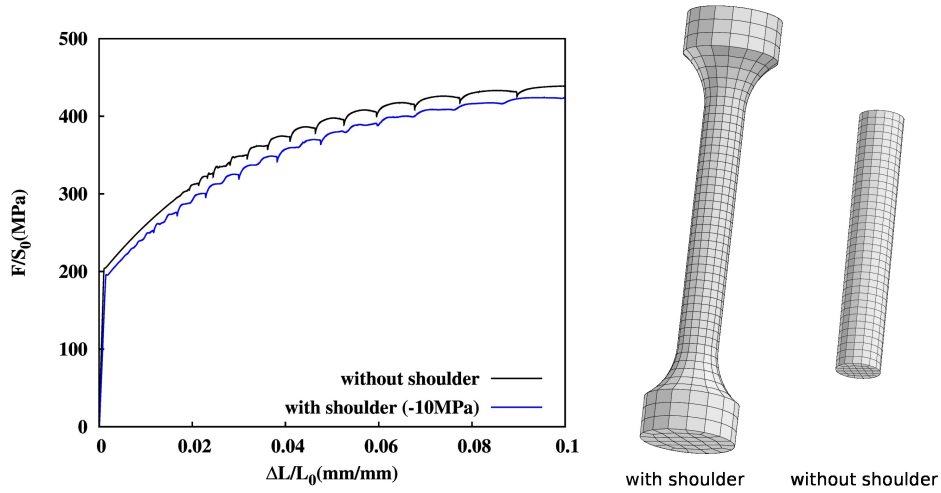 500
400
300
200
100
0
F/S₀(MPa)
without shoulder
with shoulder (-10MPa)
0 0.02 0.04 0.06 0.08 0.1
ΔL/L₀(mm/mm)
with shoulder
without shoulder